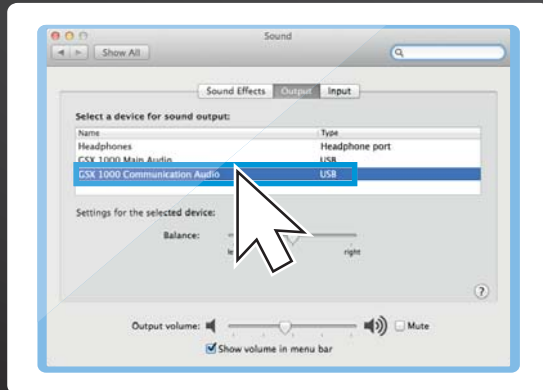 Sound
Show All
Sound Effects Output Input
Select a device for sound output:
Name Type
Headphones Headphone port
GSX 1000 Main Audio USB
GSX 1000 Communication Audio USB
Settings for the selected device:
Balance:
right
?
Output volume: Mute
Show volume in menu bar